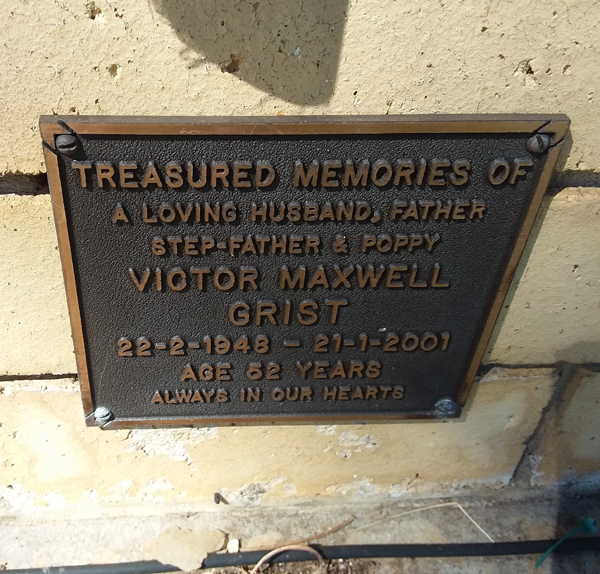 TREASURED MEMORIES OF
A LOVING HUSBAND, FATHER
STEP-FATHER & POPPY
VICTOR MAXWELL
GRIST
22-2-1948 - 21-1-2001
AGE 52 YEARS
ALWAYS IN OUR HEARTS